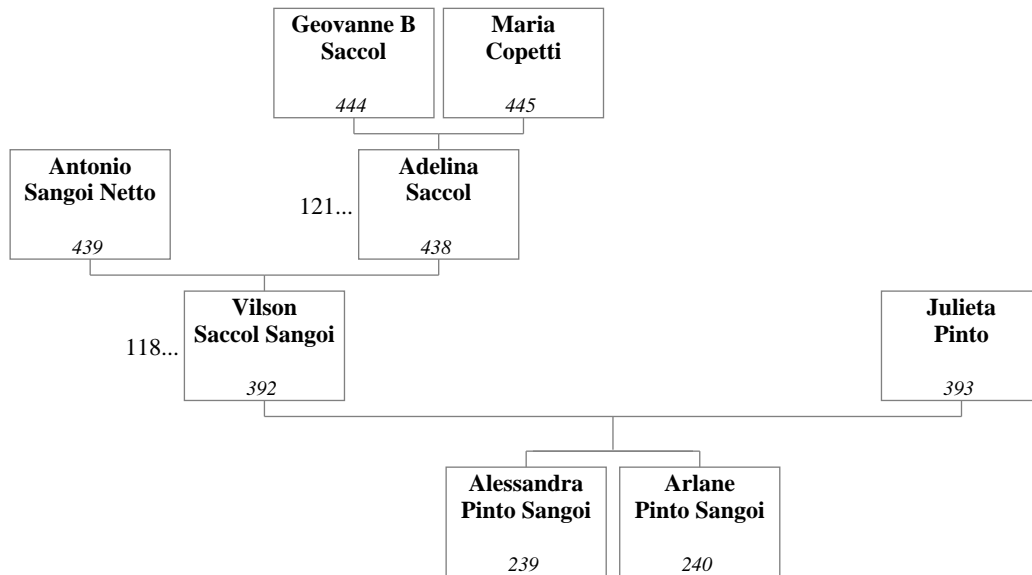 Geovanne B
Saccol
444
Maria
Copetti
445
Antonio
Sangoi Netto
439
121...
Adelina
Saccol
438
118...
Vilson
Saccol Sangoi
392
Julieta
Pinto
393
Alessandra
Pinto Sangoi
239
Arlane
Pinto Sangoi
240